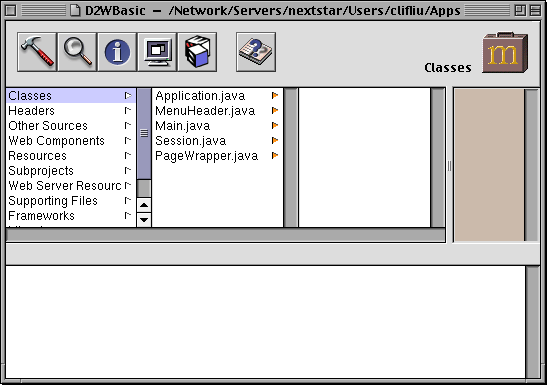 D2WBasic — /Network/Servers/nextstar/Users/clifliu/Apps
Classes
m
Classes
Headers
Other Sources
Web Components
Resources
Subprojects
Web Server Resourc
Supporting Files
Frameworks
Application.java
MenuHeader.java
Main.java
Session.java
PageWrapper.java